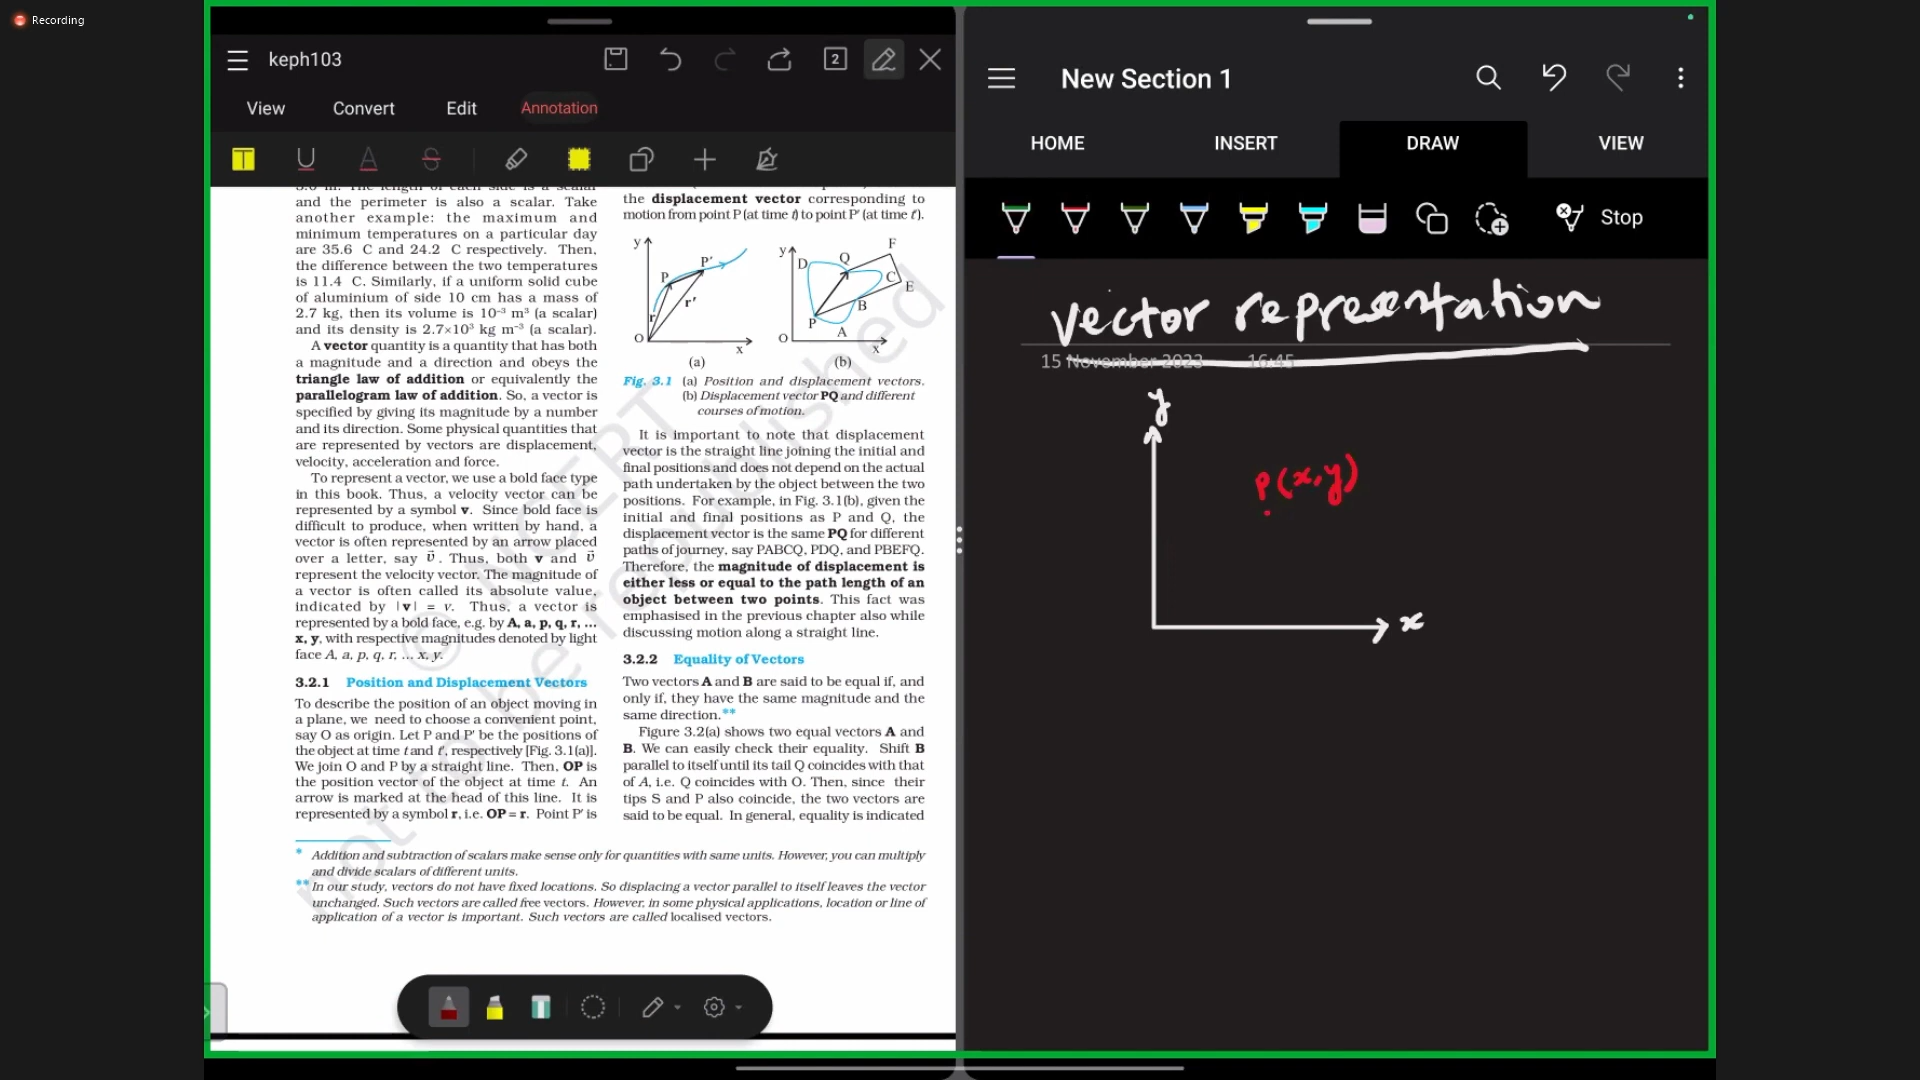 Recording
keph103
2
View Convert Edit Annotation
T U A S
and the perimeter is also a scalar. Take
another example: the maximum and
minimum temperatures on a particular day
are 35.6 C and 24.2 C respectively. Then,
the difference between the two temperatures
is 11.4 C. Similarly, if a uniform solid cube
of aluminium of side 10 cm has a mass of
2.7 kg, then its volume is 10⁻³ m³ (a scalar)
and its density is 2.7×10³ kg m⁻³ (a scalar).
A vector quantity is a quantity that has both
a magnitude and a direction and obeys the
triangle law of addition or equivalently the
parallelogram law of addition. So, a vector is
specified by giving its magnitude by a number
and its direction. Some physical quantities that
are represented by vectors are displacement,
velocity, acceleration and force.
To represent a vector, we use a bold face type
in this book. Thus, a velocity vector can be
represented by a symbol v. Since bold face is
difficult to produce, when written by hand, a
vector is often represented by an arrow placed
over a letter, say v⃗. Thus, both v and v⃗
represent the velocity vector. The magnitude of
a vector is often called its absolute value,
indicated by |v| = v. Thus, a vector is
represented by a bold face, e.g. by A, a, p, q, r, ...
x, y, with respective magnitudes denoted by light
face A, a, p, q, r, ... x, y.
3.2.1 Position and Displacement Vectors
To describe the position of an object moving in
a plane, we need to choose a convenient point,
say O as origin. Let P and P′ be the positions of
the object at time t and t′, respectively [Fig. 3.1(a)].
We join O and P by a straight line. Then, OP is
the position vector of the object at time t. An
arrow is marked at the head of this line. It is
represented by a symbol r, i.e. OP = r. Point P′ is
the displacement vector corresponding to
motion from point P (at time t) to point P′ (at time t′).
y P P′ r r′ O x
(a)
y D Q F C E B P A O x
(b)
Fig. 3.1 (a) Position and displacement vectors.
(b) Displacement vector PQ and different
courses of motion.
It is important to note that displacement
vector is the straight line joining the initial and
final positions and does not depend on the actual
path undertaken by the object between the two
positions. For example, in Fig. 3.1(b), given the
initial and final positions as P and Q, the
displacement vector is the same PQ for different
paths of journey, say PABCQ, PDQ, and PBEFQ.
Therefore, the magnitude of displacement is
either less or equal to the path length of an
object between two points. This fact was
emphasised in the previous chapter also while
discussing motion along a straight line.
3.2.2 Equality of Vectors
Two vectors A and B are said to be equal if, and
only if, they have the same magnitude and the
same direction.**
Figure 3.2(a) shows two equal vectors A and
B. We can easily check their equality. Shift B
parallel to itself until its tail Q coincides with that
of A, i.e. Q coincides with O. Then, since their
tips S and P also coincide, the two vectors are
said to be equal. In general, equality is indicated
* Addition and subtraction of scalars make sense only for quantities with same units. However, you can multiply
and divide scalars of different units.
** In our study, vectors do not have fixed locations. So displacing a vector parallel to itself leaves the vector
unchanged. Such vectors are called free vectors. However, in some physical applications, location or line of
application of a vector is important. Such vectors are called localised vectors.
© NCERT
not to be republished
New Section 1
HOME INSERT DRAW VIEW
Stop
vector representation
15 November 2023 16:45
y
P(x,y)
x